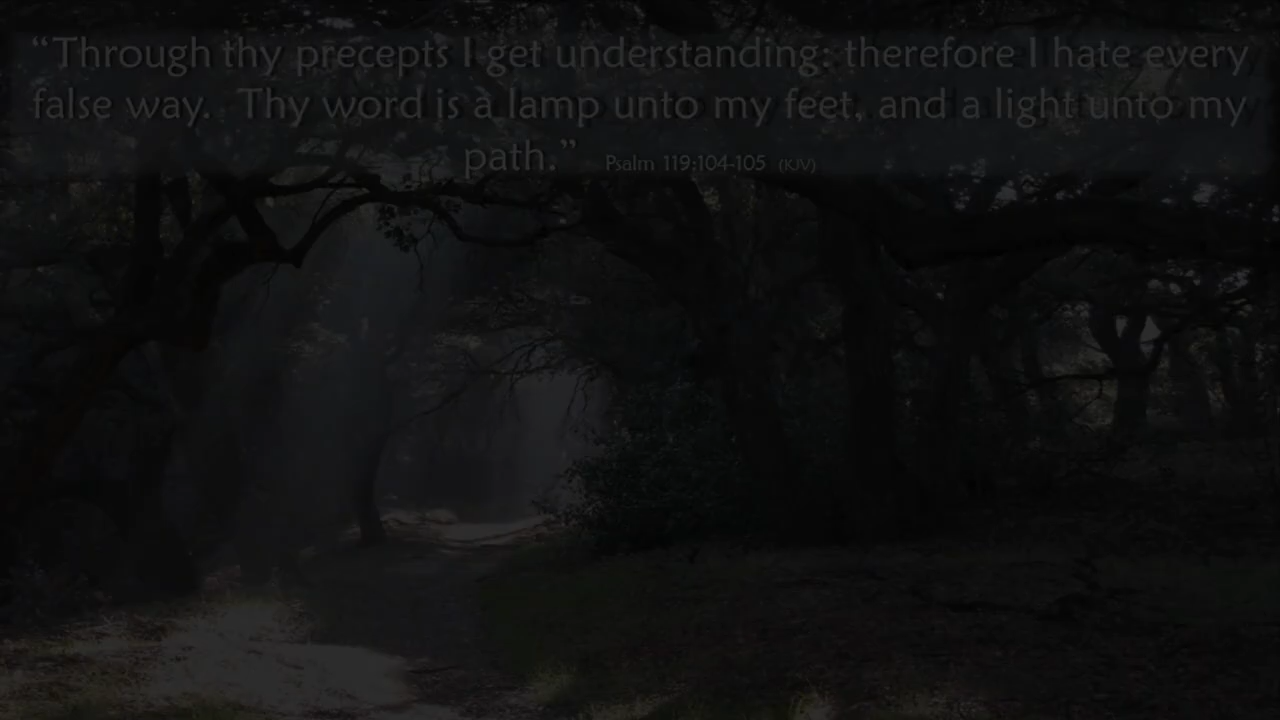 “Through thy precepts I get understanding: therefore I hate every
false way.  Thy word is a lamp unto my feet, and a light unto my
path.”  Psalm 119:104-105 (KJV)